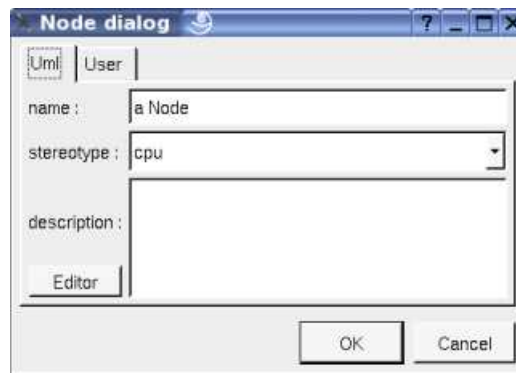 Node dialog
?
Uml User
name : a Node
stereotype : cpu
description :
Editor
OK Cancel